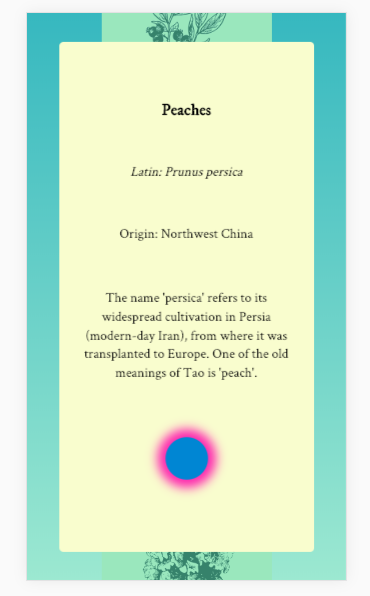 Peaches
Latin: Prunus persica
Origin: Northwest China
The name 'persica' refers to its
widespread cultivation in Persia
(modern-day Iran), from where it was
transplanted to Europe. One of the old
meanings of Tao is 'peach'.